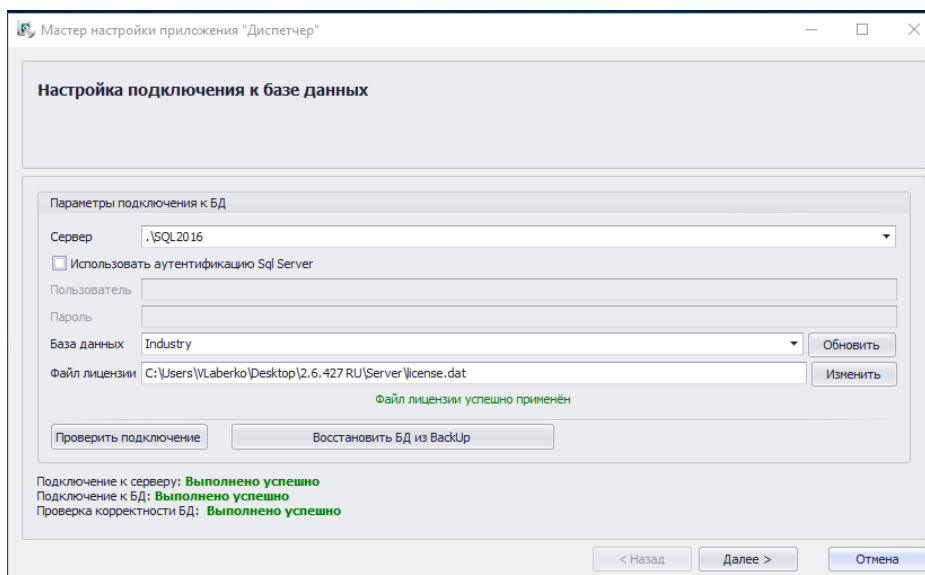 Мастер настройки приложения "Диспетчер"
Настройка подключения к базе данных
Параметры подключения к БД
Сервер .\SQL2016
Использовать аутентификацию Sql Server
Пользователь
Пароль
База данных Industry Обновить
Файл лицензии C:\Users\VLaberko\Desktop\2.6.427 RU\Server\license.dat Изменить
Файл лицензии успешно применён
Проверить подключение Восстановить БД из BackUp
Подключение к серверу: Выполнено успешно
Подключение к БД: Выполнено успешно
Проверка корректности БД: Выполнено успешно
< Назад Далее > Отмена